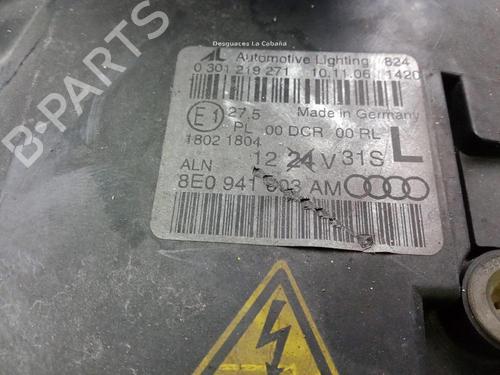 Desguaces La Cabaña
AL Automotive Lighting 824
0 301 219 271 10.11.06 1420
E1 27,5 Made in Germany
PL 00 DCR 00 RL
1802 1804 L
ALN 12 24 V 31S
8E0 941 003 AM
B-PARTS